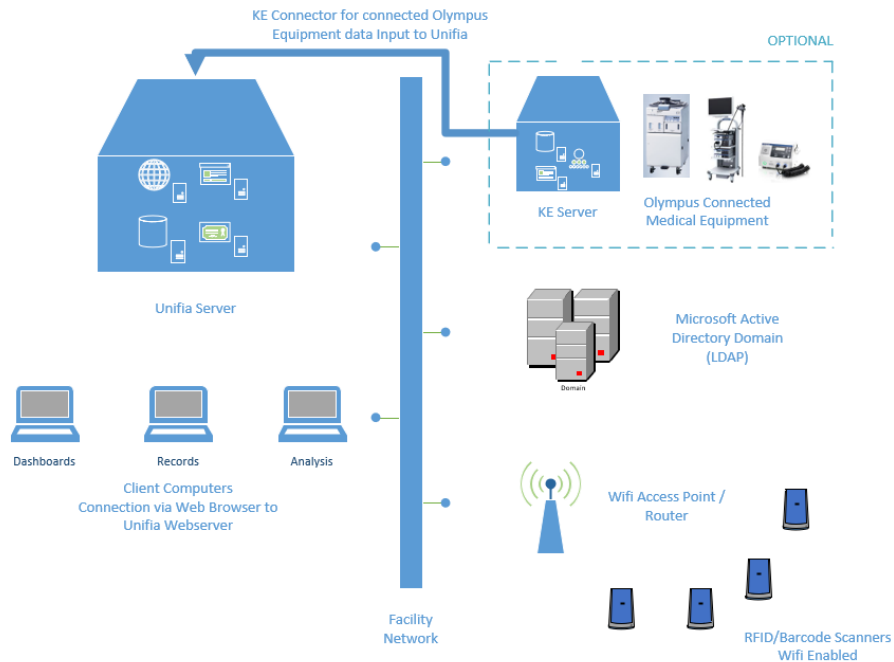 KE Connector for connected Olympus
Equipment data Input to Unifia
OPTIONAL
KE Server
Olympus Connected
Medical Equipment
Unifia Server
Microsoft Active
Directory Domain
(LDAP)
Domain
Dashboards
Records
Analysis
Client Computers
Connection via Web Browser to
Unifia Webserver
Wifi Access Point /
Router
Facility
Network
RFID/Barcode Scanners
Wifi Enabled